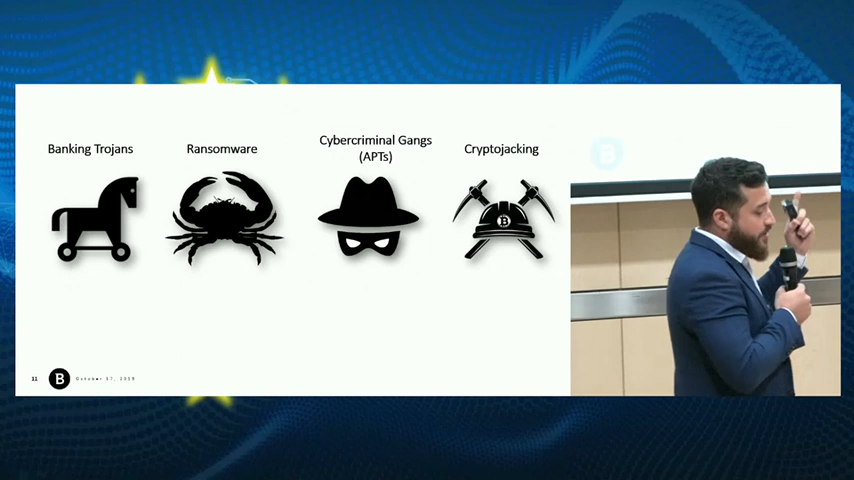 Banking Trojans
Ransomware
Cybercriminal Gangs
(APTs)
Cryptojacking
11
B
October 17, 2019